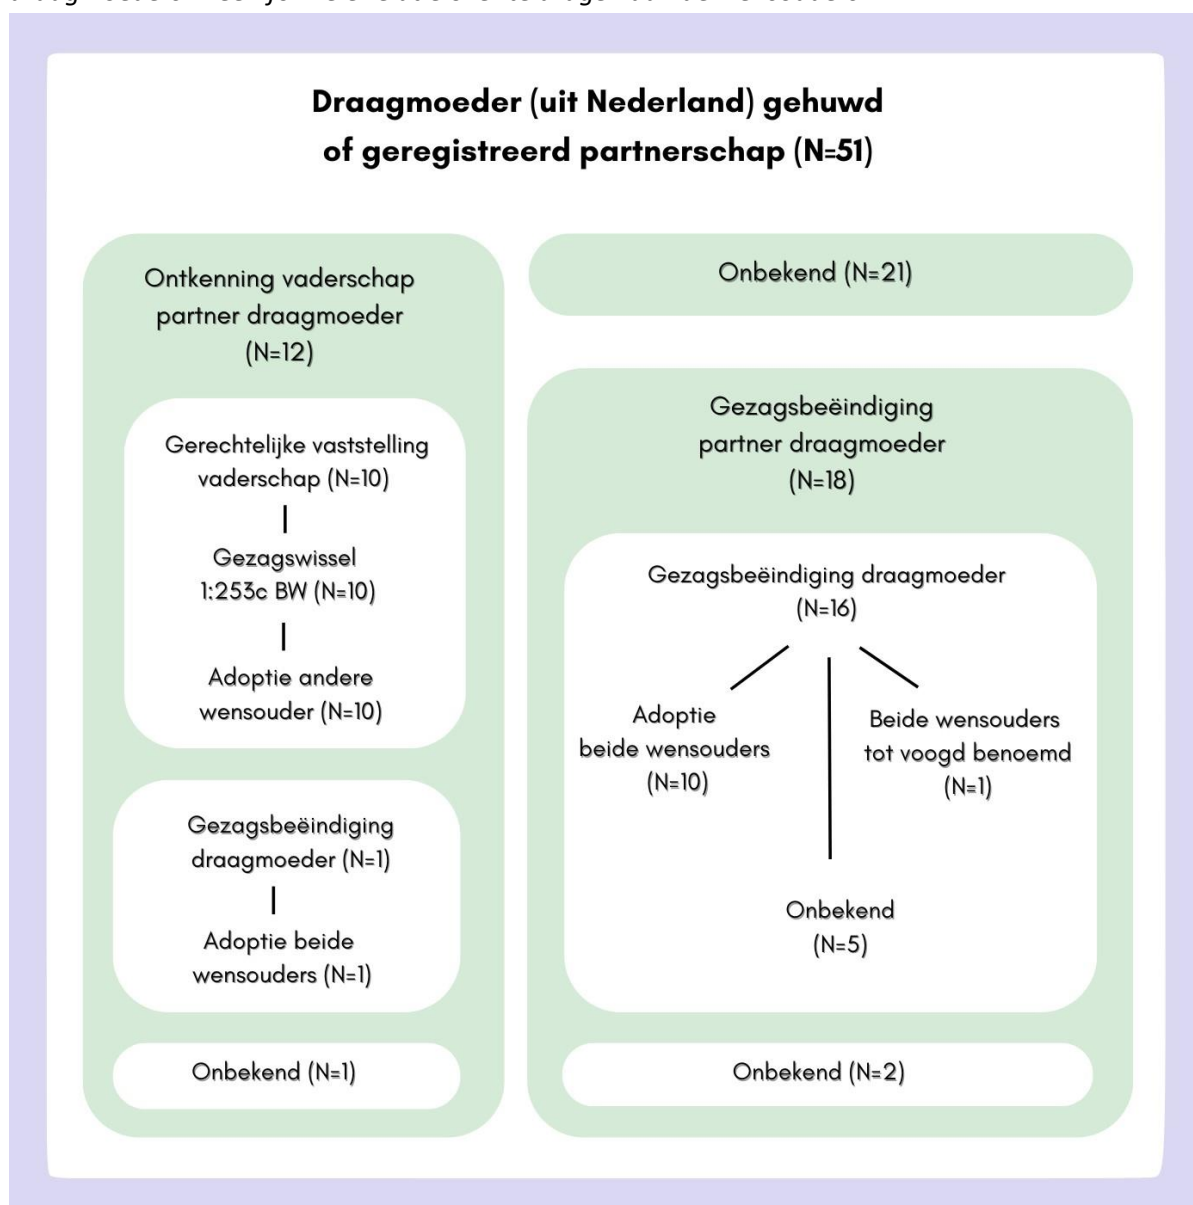 Draagmoeder (uit Nederland) gehuwd
of geregistreerd partnerschap (N=51)
Ontkenning vaderschap
partner draagmoeder
(N=12)
Gerechtelijke vaststelling
vaderschap (N=10)
Gezagswissel
1:253c BW (N=10)
Adoptie andere
wensouder (N=10)
Gezagsbeëindiging
draagmoeder (N=1)
Adoptie beide
wensouders (N=1)
Onbekend (N=1)
Onbekend (N=21)
Gezagsbeëindiging
partner draagmoeder
(N=18)
Gezagsbeëindiging draagmoeder
(N=16)
Adoptie
beide wensouders
(N=10)
Beide wensouders
tot voogd benoemd
(N=1)
Onbekend
(N=5)
Onbekend (N=2)